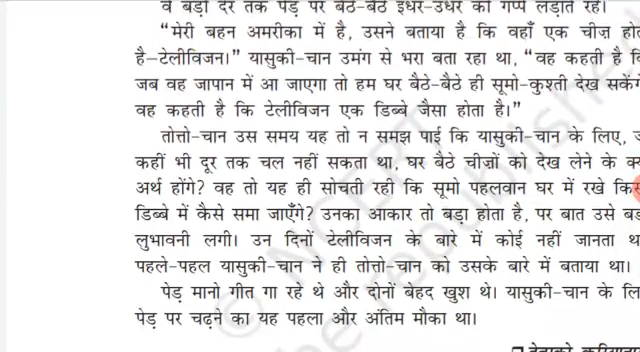 वे बड़ी देर तक पेड़ पर बैठे-बैठे इधर-उधर की गप्पें लड़ाते रहे।
“मेरी बहन अमरीका में है, उसने बताया है कि वहाँ एक चीज़
है–टेलीविजन।” यासुकी-चान उमंग से भरा बता रहा था, “वह कहती है
जब वह जापान में आ जाएगा तो हम घर बैठे-बैठे ही सूमो-कुश्ती देख
वह कहती है कि टेलीविजन एक डिब्बे जैसा होता है।”
तोत्तो-चान उस समय यह तो न समझ पाई कि यासुकी-चान के लिए,
कहीं भी दूर तक चल नहीं सकता था, घर बैठे चीज़ों को देख लेने के
अर्थ होंगे? वह तो यह ही सोचती रही कि सूमो पहलवान घर में रखे
डिब्बे में कैसे समा जाएँगे? उनका आकार तो बड़ा होता है, पर बात उसे
लुभावनी लगी। उन दिनों टेलीविजन के बारे में कोई नहीं जानता
पहले-पहल यासुकी-चान ने ही तोत्तो-चान को उसके बारे में बताया था।
पेड़ मानो गीत गा रहे थे और दोनों बेहद खुश थे। यासुकी-चान के
पेड़ पर चढ़ने का यह पहला और अंतिम मौका था।
© NCERT
be republished